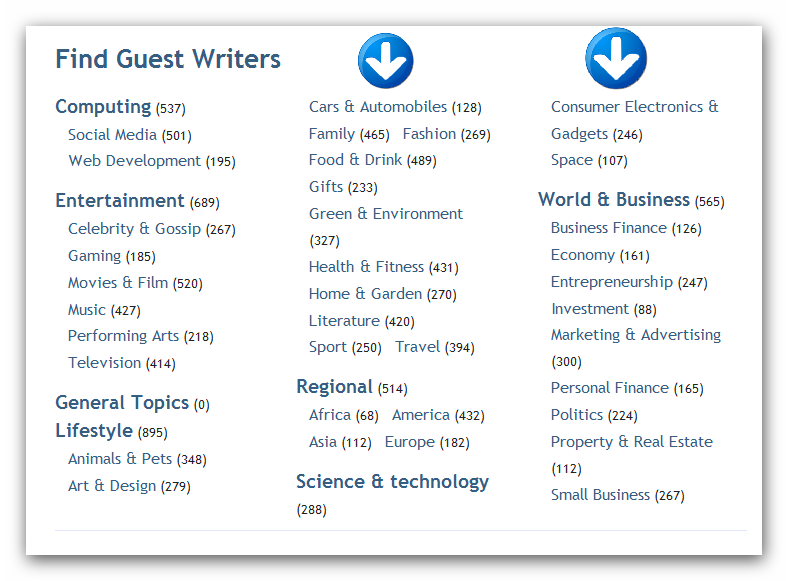 Find Guest Writers
Computing (537)
Social Media (501)
Web Development (195)
Entertainment (689)
Celebrity & Gossip (267)
Gaming (185)
Movies & Film (520)
Music (427)
Performing Arts (218)
Television (414)
General Topics (0)
Lifestyle (895)
Animals & Pets (348)
Art & Design (279)
Cars & Automobiles (128)
Family (465) Fashion (269)
Food & Drink (489)
Gifts (233)
Green & Environment
(327)
Health & Fitness (431)
Home & Garden (270)
Literature (420)
Sport (250) Travel (394)
Regional (514)
Africa (68) America (432)
Asia (112) Europe (182)
Science & technology
(288)
Consumer Electronics &
Gadgets (246)
Space (107)
World & Business (565)
Business Finance (126)
Economy (161)
Entrepreneurship (247)
Investment (88)
Marketing & Advertising
(300)
Personal Finance (165)
Politics (224)
Property & Real Estate
(112)
Small Business (267)